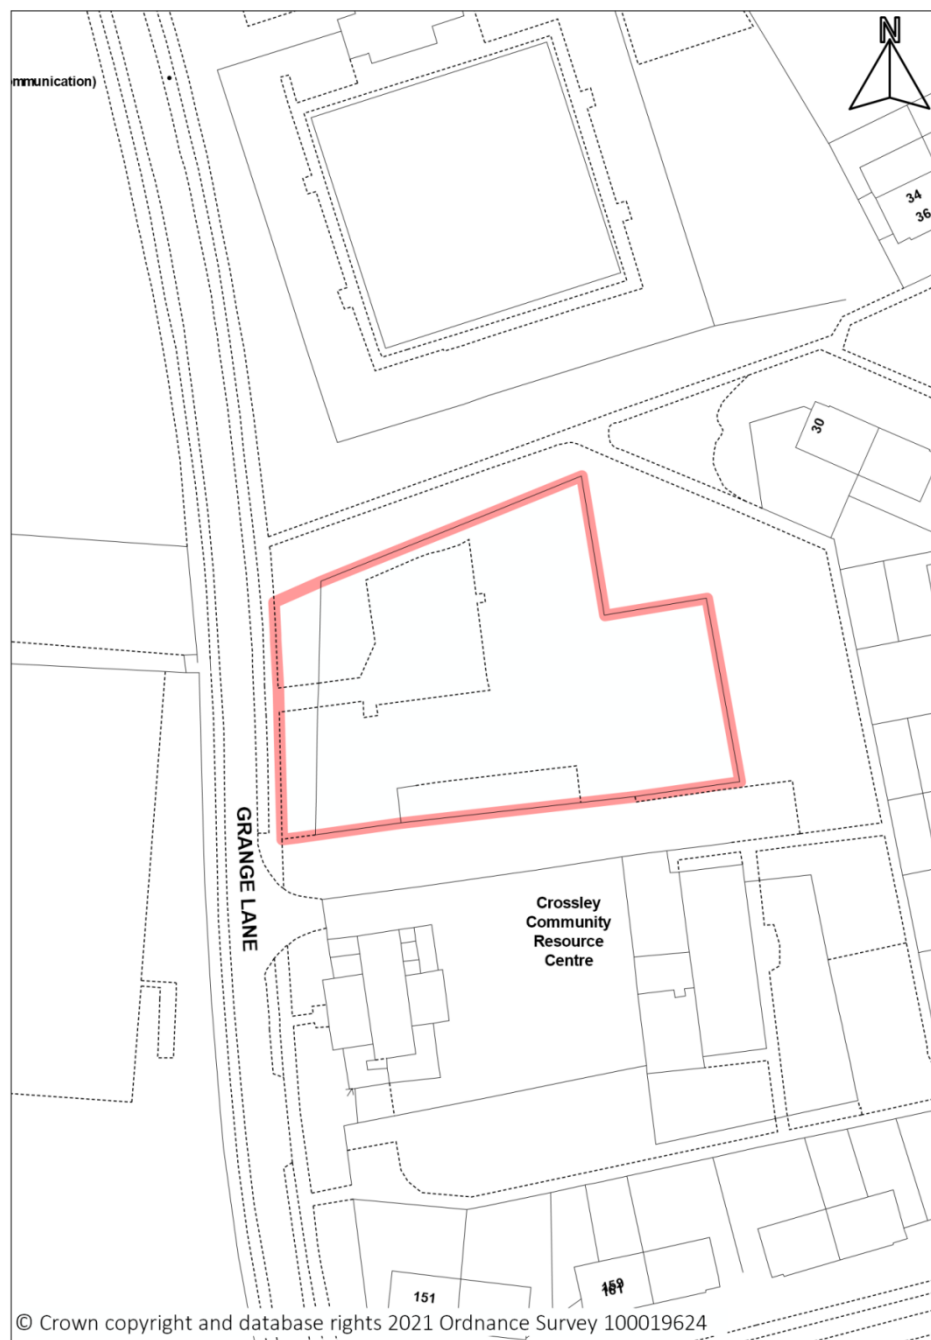 N
ommunication)
34
36
30
GRANGE LANE
Crossley
Community
Resource
Centre
159
161
151
© Crown copyright and database rights 2021 Ordnance Survey 100019624